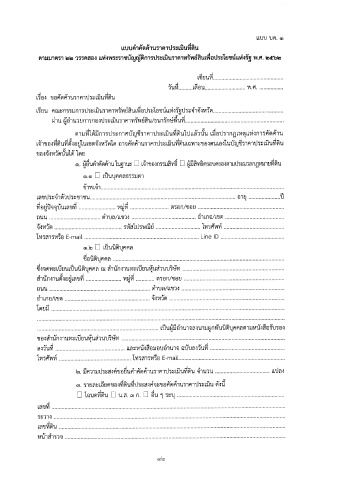 แบบ บค. ๑
แบบคำคัดค้านราคาประเมินที่ดิน
ตามมาตรา ๒๒ วรรคสอง แห่งพระราชบัญญัติการประเมินราคาทรัพย์สินเพื่อประโยชน์แห่งรัฐ พ.ศ. ๒๕๖๒
เขียนที่..............................
วันที่.........เดือน........................ พ.ศ. ..............
เรื่อง ขอคัดค้านราคาประเมินที่ดิน
เรียน คณะกรรมการประเมินราคาทรัพย์สินเพื่อประโยชน์แห่งรัฐประจำจังหวัด..............................
ผ่าน ผู้อำนวยการกองประเมินราคาทรัพย์สิน/ธนารักษ์พื้นที่..............................
ตามที่ได้มีการประกาศบัญชีราคาประเมินที่ดินไปแล้วนั้น เมื่อปรากฏเหตุแห่งการคัดค้าน
เจ้าของที่ดินที่ตั้งอยู่ในเขตจังหวัดใด อาจคัดค้านราคาประเมินที่ดินเฉพาะของตนเองในบัญชีราคาประเมินที่ดิน
ของจังหวัดนั้นได้ โดย
๑. ผู้ยื่นคำคัดค้าน ในฐานะ ☐ เจ้าของกรรมสิทธิ์ ☐ ผู้มีสิทธิครอบครองตามประมวลกฎหมายที่ดิน
๑.๑ ☐ เป็นบุคคลธรรมดา
ข้าพเจ้า..............................
เลขประจำตัวประชาชน.............................. อายุ ..............ปี
ที่อยู่ปัจจุบันเลขที่ .............. หมู่ที่ .............. ตรอก/ซอย ..............................
ถนน .............. ตำบล/แขวง .............................. อำเภอ/เขต ..............................
จังหวัด .............................. รหัสไปรษณีย์ .............. โทรศัพท์ ..............................
โทรสารหรือ E-mail .............................. Line ID ..............................
๑.๒ ☐ เป็นนิติบุคคล
ชื่อนิติบุคคล ..............................
ซึ่งจดทะเบียนเป็นนิติบุคคล ณ สำนักงานทะเบียนหุ้นส่วนบริษัท ..............................
สำนักงานตั้งอยู่เลขที่ .............. หมู่ที่ .............. ตรอก/ซอย ..............................
ถนน .............................. ตำบล/แขวง ..............................
อำเภอ/เขต .............................. จังหวัด ..............................
โดยมี ..............................
..............................
.............................. เป็นผู้มีอำนาจลงนามผูกพันนิติบุคคลตามหนังสือรับรอง
ของสำนักงานทะเบียนหุ้นส่วนบริษัท ..............................
ลงวันที่ .............................. และหนังสือมอบอำนาจ ฉบับลงวันที่ ..............................
โทรศัพท์ .............................. โทรสารหรือ E-mail..............................
๒. มีความประสงค์ขอยื่นคำคัดค้านราคาประเมินที่ดิน จำนวน .............................. แปลง
๓. รายละเอียดของที่ดินที่ประสงค์จะขอคัดค้านราคาประเมิน ดังนี้
☐ โฉนดที่ดิน ☐ น.ส. ๓ ก. ☐ อื่น ๆ ระบุ ..............................
เลขที่ ..............................
ระวาง ..............................
เลขที่ดิน ..............................
หน้าสำรวจ ..............................